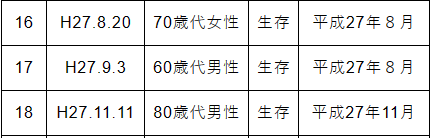 16 H27.8.20 70歳代女性 生存 平成27年８月
17 H27.9.3 60歳代男性 生存 平成27年８月
18 H27.11.11 80歳代男性 生存 平成27年11月